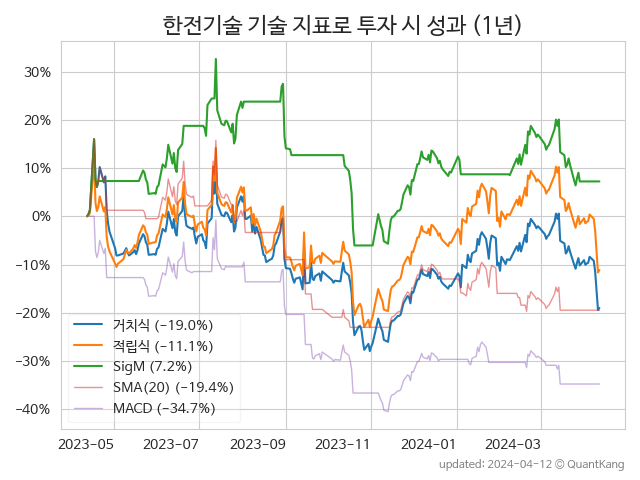 한전기술 기술 지표로 투자 시 성과 (1년)
30%
20%
10%
0%
−10%
−20%
−30%
−40%
거치식 (−19.0%)
적립식 (−11.1%)
SigM (7.2%)
SMA(20) (−19.4%)
MACD (−34.7%)
2023-05 2023-07 2023-09 2023-11 2024-01 2024-03
updated: 2024-04-12 © QuantKang